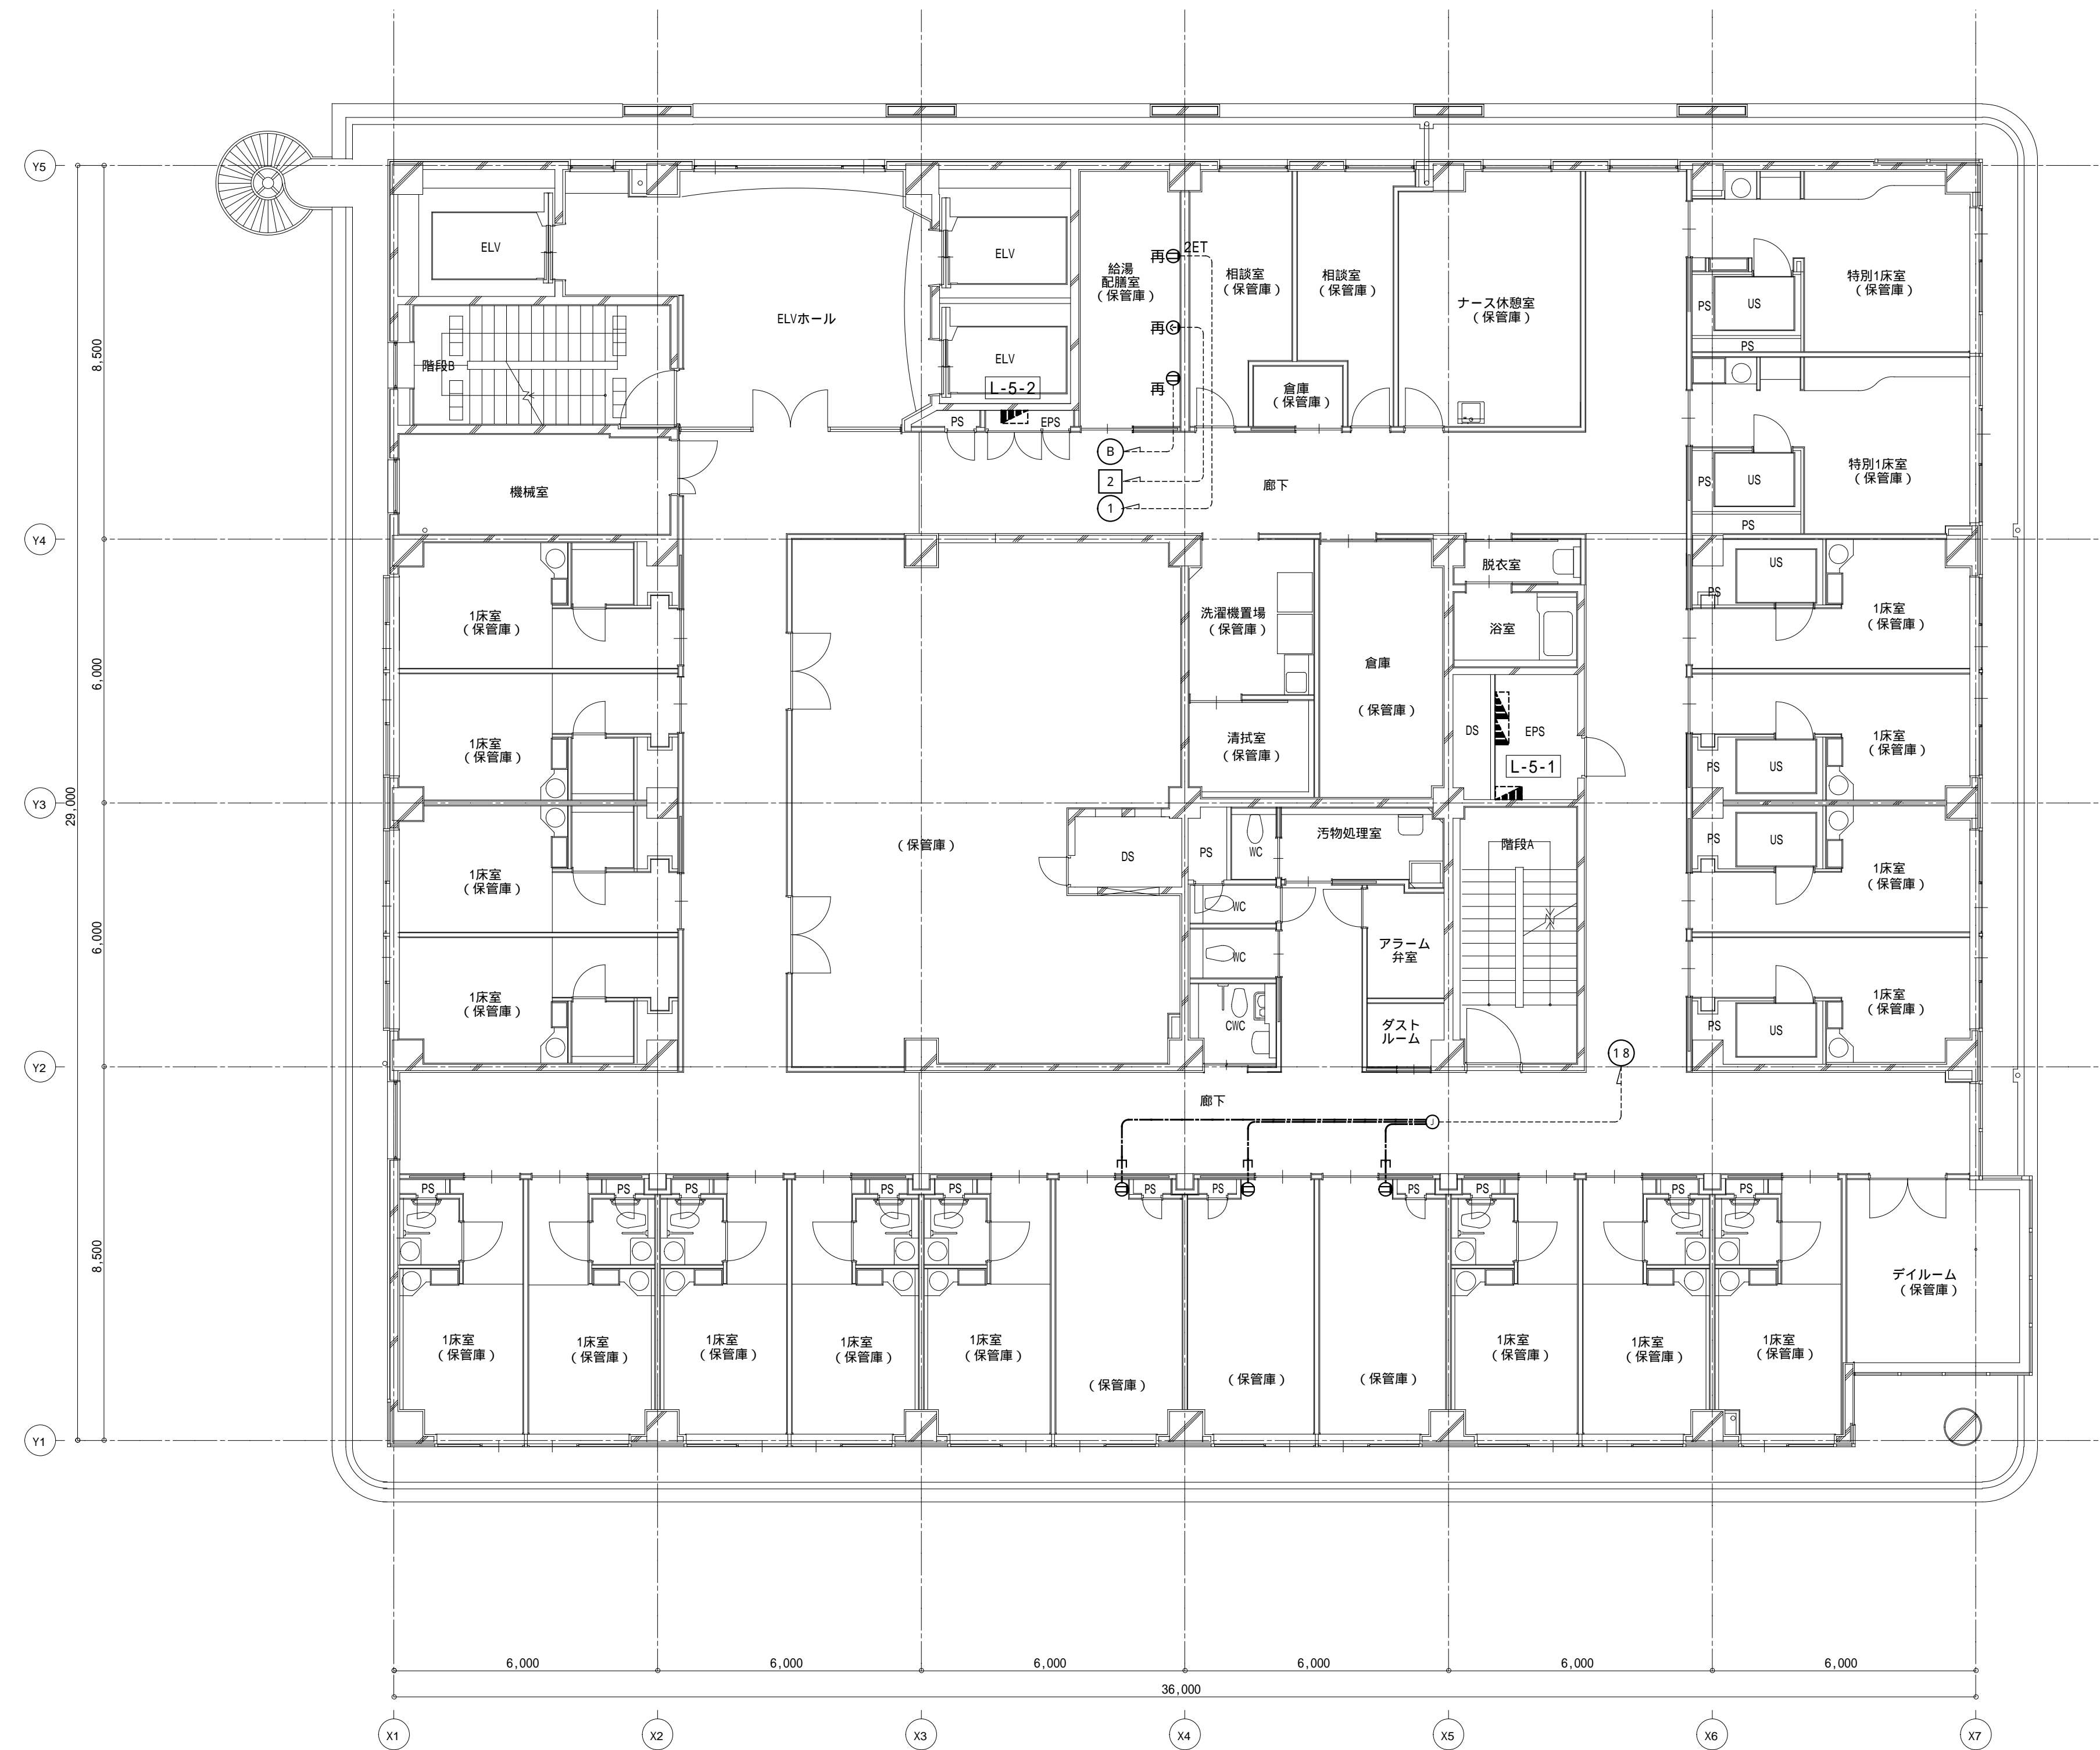 Y5
ELV
ELVホール
ELV
給湯
配膳室
(保管庫)
再
2ET
相談室
(保管庫)
相談室
(保管庫)
ナース休憩室
(保管庫)
PS
US
特別1床室
(保管庫)
PS
階段B
ELV
再
再
倉庫
(保管庫)
8,500
L-5-2
PS
EPS
B
2
1
廊下
機械室
PS
US
特別1床室
(保管庫)
PS
Y4
1床室
(保管庫)
洗濯機置場
(保管庫)
倉庫
(保管庫)
脱衣室
浴室
PS
US
1床室
(保管庫)
6,000
1床室
(保管庫)
清拭室
(保管庫)
DS
EPS
L-5-1
PS
US
1床室
(保管庫)
Y3
29,000
1床室
(保管庫)
(保管庫)
DS
PS
WC
汚物処理室
階段A
PS
US
1床室
(保管庫)
6,000
WC
WC
アラーム
弁室
1床室
(保管庫)
CWC
ダスト
ルーム
PS
US
1床室
(保管庫)
Y2
18
廊下
J
PS
PS
PS
PS
PS
PS
PS
PS
PS
PS
PS
8,500
1床室
(保管庫)
1床室
(保管庫)
1床室
(保管庫)
1床室
(保管庫)
1床室
(保管庫)
(保管庫)
(保管庫)
(保管庫)
1床室
(保管庫)
1床室
(保管庫)
1床室
(保管庫)
デイルーム
(保管庫)
Y1
6,000
6,000
6,000
6,000
6,000
6,000
36,000
X1
X2
X3
X4
X5
X6
X7